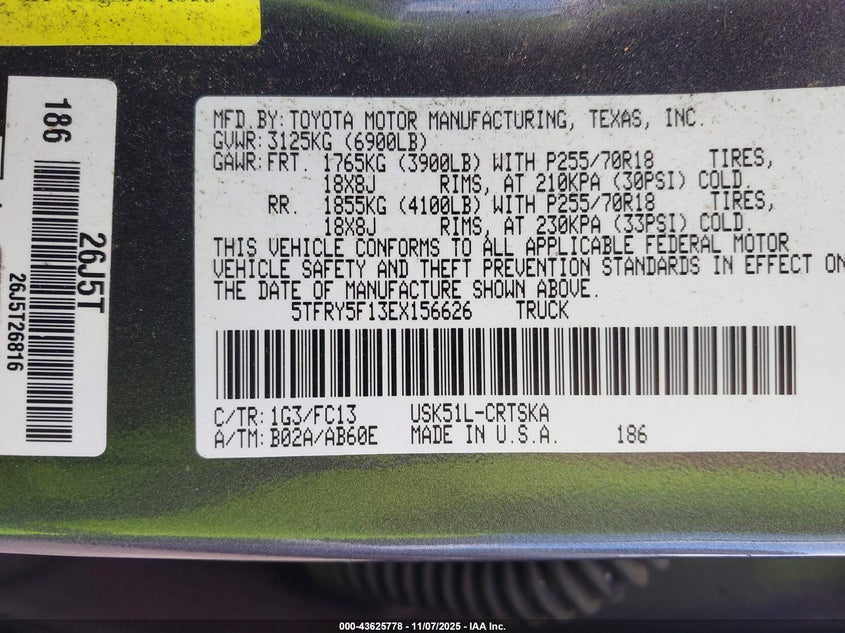 186
26J5T
26J5T26816
MFD.BY:TOYOTA MOTOR MANUFACTURING, TEXAS, INC.
GVWR:3125KG (6900LB)
GAWR:FRT. 1765KG (3900LB) WITH P255/70R18 TIRES,
18X8J RIMS, AT 210KPA (30PSI) COLD.
RR. 1855KG (4100LB) WITH P255/70R18 TIRES,
18X8J RIMS, AT 230KPA (33PSI) COLD.
THIS VEHICLE CONFORMS TO ALL APPLICABLE FEDERAL MOTOR
VEHICLE SAFETY AND THEFT PREVENTION STANDARDS IN EFFECT ON
THE DATE OF MANUFACTURE SHOWN ABOVE.
5TFRY5F13EX156626 TRUCK
C/TR:1G3/FC13 USK51L-CRTSKA
A/TM:B02A/AB60E MADE IN U.S.A. 186
000-43625778 - 11/07/2025 - IAA Inc.